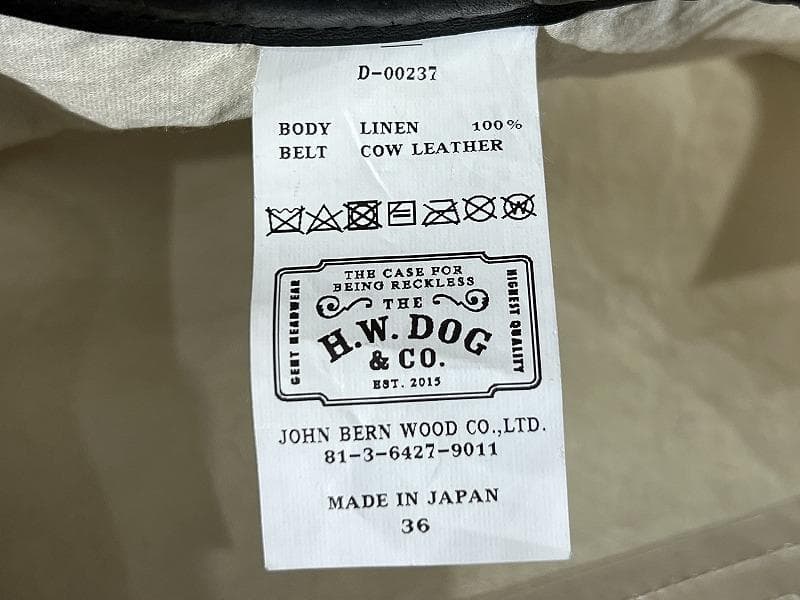 D-00237
BODY LINEN 100%
BELT COW LEATHER
THE CASE FOR
BEING RECKLESS
THE
H.W. DOG
& CO.
EST. 2015
GENT HEADWEAR
HIGHEST QUALITY
JOHN BERN WOOD CO.,LTD.
81-3-6427-9011
MADE IN JAPAN
36